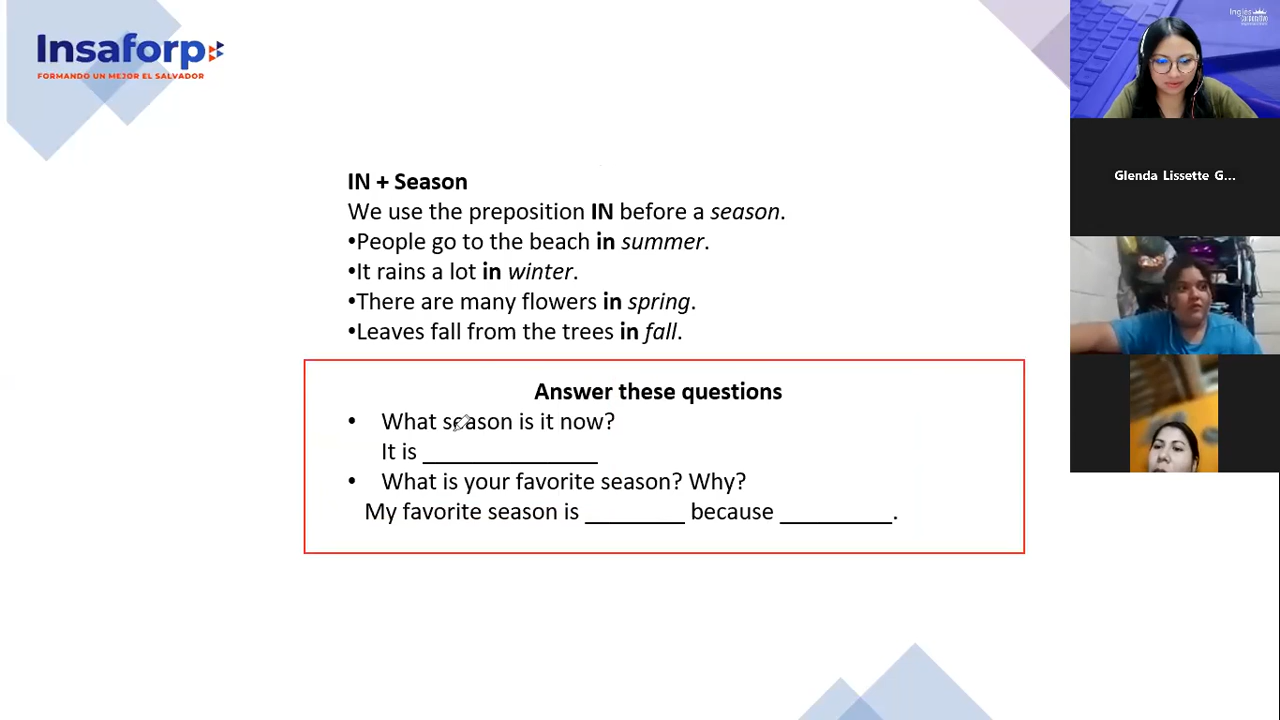 Insaforp
FORMANDO UN MEJOR EL SALVADOR
IN + Season
We use the preposition IN before a season.
•People go to the beach in summer.
•It rains a lot in winter.
•There are many flowers in spring.
•Leaves fall from the trees in fall.
Answer these questions
• What season is it now?
It is ______________
• What is your favorite season? Why?
My favorite season is ________ because _________.
Glenda Lissette G...